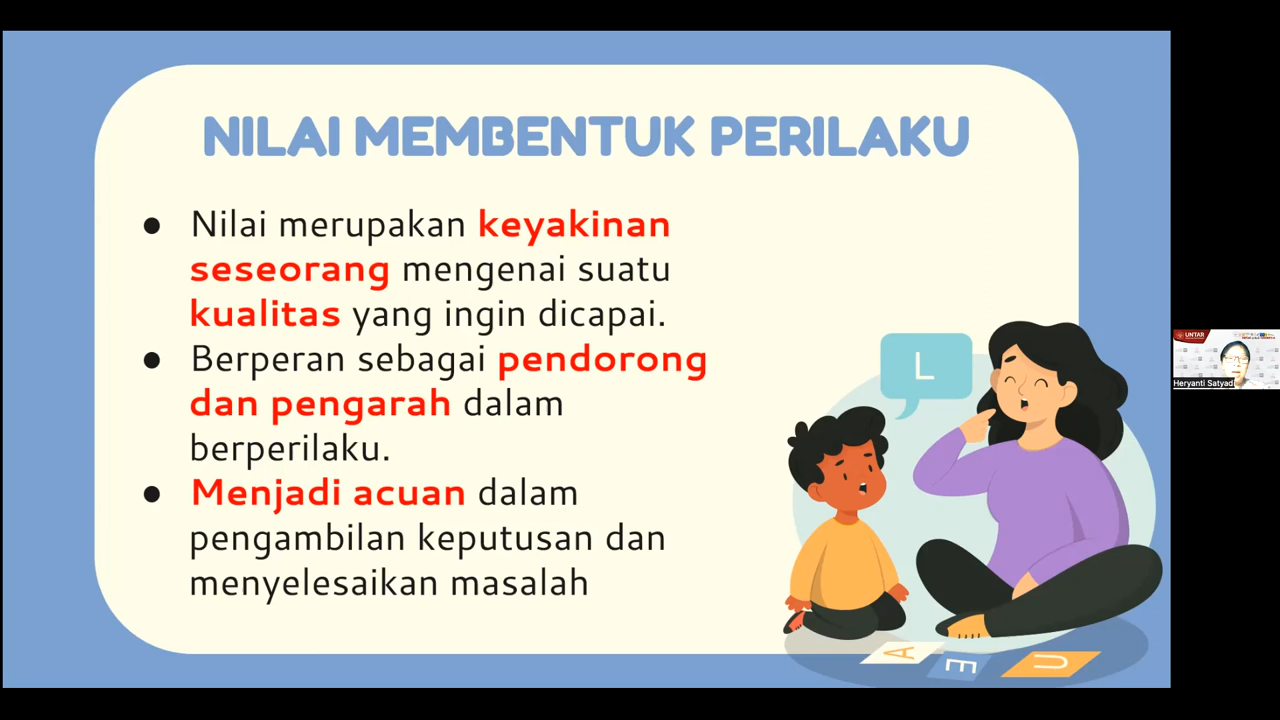 NILAI MEMBENTUK PERILAKU
● Nilai merupakan keyakinan
seseorang mengenai suatu
kualitas yang ingin dicapai.
● Berperan sebagai pendorong
dan pengarah dalam
berperilaku.
● Menjadi acuan dalam
pengambilan keputusan dan
menyelesaikan masalah
L
A
E
U
UNTAR
Heryanti Satyad